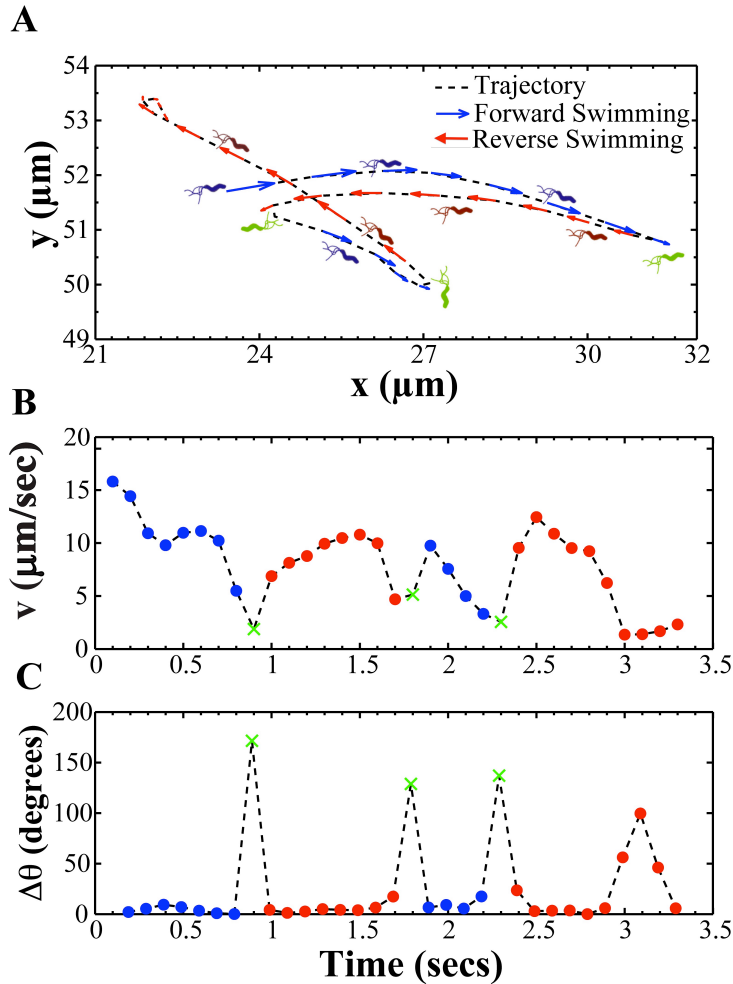 A
54
53
52
51
50
49
y (μm)
Trajectory
Forward Swimming
Reverse Swimming
21 24 27 30 32
x (μm)
B
20
15
10
5
0
v (μm/sec)
0 0.5 1 1.5 2 2.5 3 3.5
C
200
150
100
50
0
Δθ (degrees)
0 0.5 1 1.5 2 2.5 3 3.5
Time (secs)